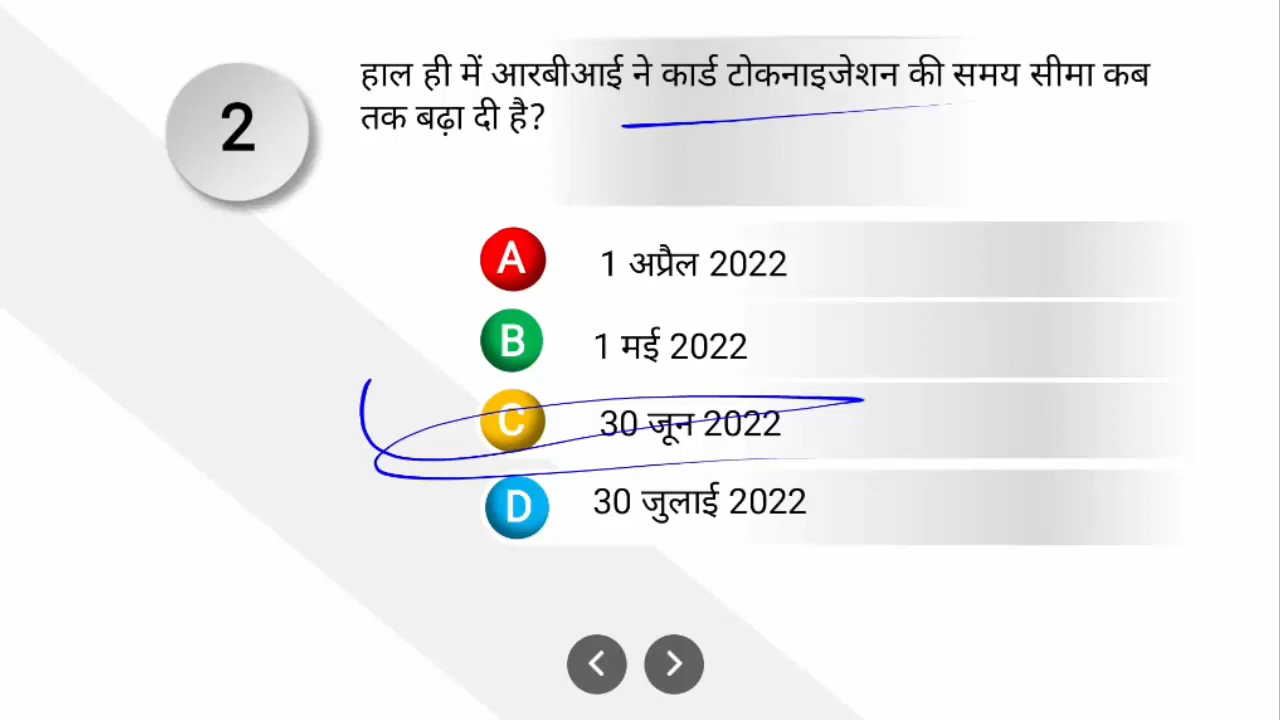 2
हाल ही में आरबीआई ने कार्ड टोकनाइजेशन की समय सीमा कब
तक बढ़ा दी है?
A 1 अप्रैल 2022
B 1 मई 2022
C 30 जून 2022
D 30 जुलाई 2022